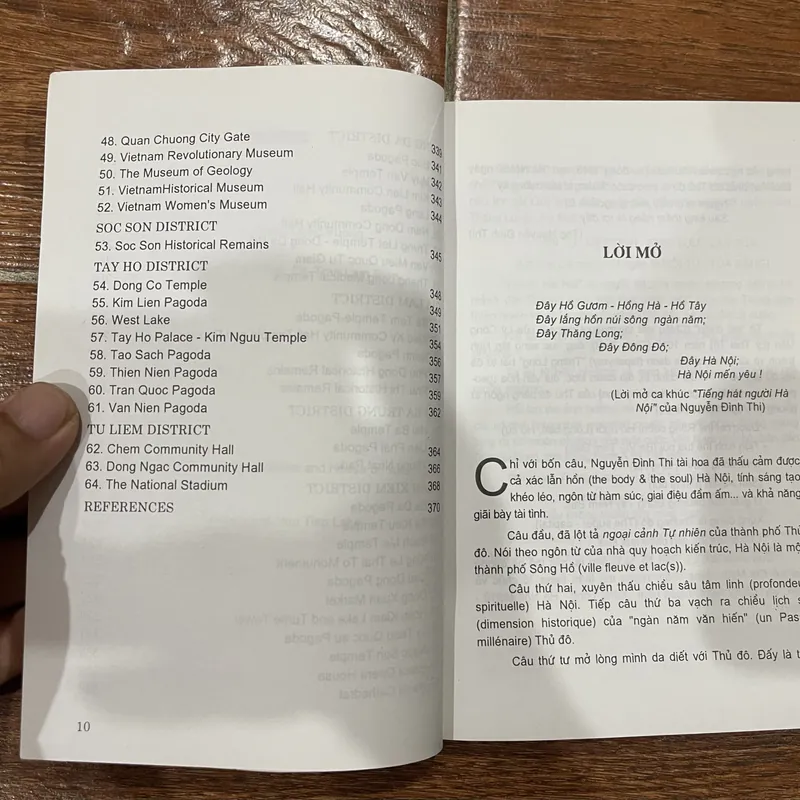 48. Quan Chuong City Gate 339
49. Vietnam Revolutionary Museum 341
50. The Museum of Geology 342
51. VietnamHistorical Museum 343
52. Vietnam Women's Museum 344
SOC SON DISTRICT
53. Soc Son Historical Remains 345
TAY HO DISTRICT
54. Dong Co Temple 348
55. Kim Lien Pagoda 349
56. West Lake 351
57. Tay Ho Palace - Kim Nguu Temple 354
58. Tao Sach Pagoda 356
59. Thien Nien Pagoda 357
60. Tran Quoc Pagoda 359
61. Van Nien Pagoda 362
TU LIEM DISTRICT
62. Chem Community Hall 364
63. Dong Ngac Community Hall 366
64. The National Stadium 368
REFERENCES 370
10
LỜI MỞ
Đây Hồ Gươm - Hồng Hà - Hồ Tây
Đây lắng hồn núi sông ngàn năm;
Đây Thăng Long;
Đây Đông Đô;
Đây Hà Nội;
Hà Nội mến yêu !
(Lời mở ca khúc "Tiếng hát người Hà
Nội" của Nguyễn Đình Thi)
Chỉ với bốn câu, Nguyễn Đình Thi tài hoa đã thấu cảm được
cả xác lẫn hồn (the body & the soul) Hà Nội, tính sáng tạo
khéo léo, ngôn từ hàm súc, giai điệu đầm ấm... và khả năng
giãi bày tài tình.
Câu đầu, đã lột tả ngoại cảnh Tự nhiên của thành phố Thủ
đô. Nói theo ngôn từ của nhà quy hoạch kiến trúc, Hà Nội là một
thành phố Sông Hồ (ville fleuve et lac(s)).
Câu thứ hai, xuyên thấu chiều sâu tâm linh (profondeur
spirituelle) Hà Nội. Tiếp câu thứ ba vạch ra chiều lịch
(dimension historique) của "ngàn năm văn hiến" (un
millénaire) Thủ đô.
Câu thứ tư mở lòng mình da diết với Thủ đô. Đấy là